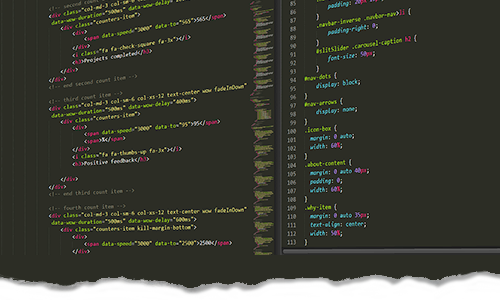 <!-- second count item -->
<div class="col-md-3 col-sm-6 col-xs-12 text-center wow fadeInDown"
data-wow-duration="500ms" data-wow-delay="200ms">
<div class="counters-item">
<div>
<span data-speed="3000" data-to="565">565</span>
</div>
<i class="fa fa-check-square fa-3x"></i>
<h3>Projects completed</h3>
</div>
</div>
<!-- end second count item -->
<!-- third count item -->
<div class="col-md-3 col-sm-6 col-xs-12 text-center wow fadeInDown"
data-wow-duration="500ms" data-wow-delay="400ms">
<div class="counters-item">
<div>
<span data-speed="3000" data-to="95">95</span>
<span>%</span>
</div>
<i class="fa fa-thumbs-up fa-3x"></i>
<h3>Positive feedback</h3>
</div>
</div>
<!-- end third count item -->
<!-- fourth count item -->
<div class="col-md-3 col-sm-6 col-xs-12 text-center wow fadeInDown"
data-wow-duration="500ms" data-wow-delay="600ms">
<div class="counters-item kill-margin-bottom">
<div>
<span data-speed="3000" data-to="2500">2500</span>
</div>
85 padding: 20px
86 }
87 .navbar-inverse .navbar-nav>li {
88 padding-right: 0;
89 }
90 #slitSlider .carousel-caption h2 {
91 font-size: 50px;
92 }
93 #nav-dots {
94 display: block;
95 }
96 #nav-arrows {
97 display: none;
98 }
99 .icon-box {
100 margin: 0 auto;
101 width: 60%;
102 }
103 .about-content {
104 margin: 0 auto 40px;
105 padding: 0;
106 width: 60%;
107 }
108 .why-item {
109 margin: 0 auto 35px;
110 text-align: center;
111 width: 50%;
112 }
113